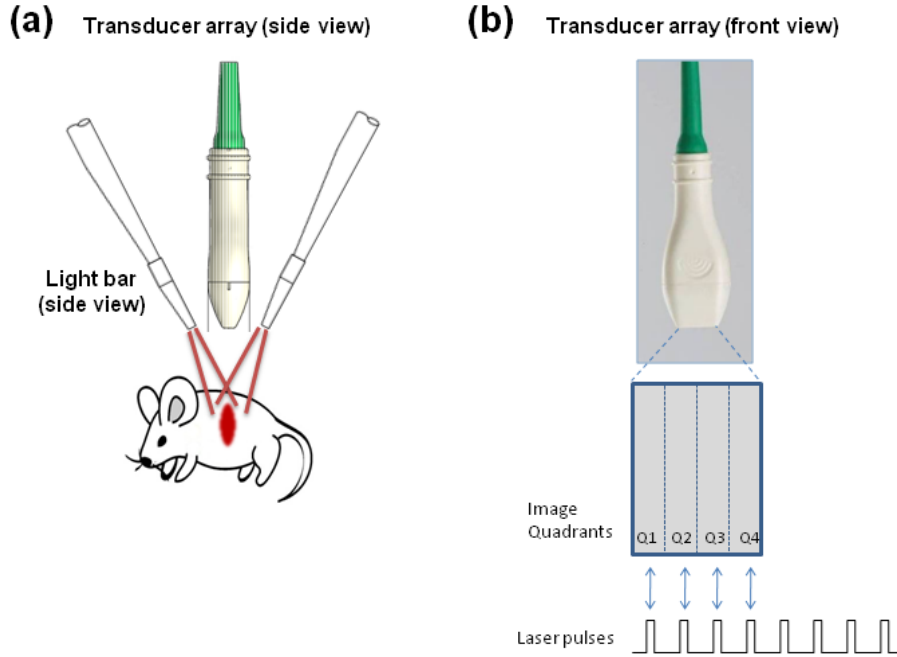 (a)
Transducer array (side view)
Light bar
(side view)
(b)
Transducer array (front view)
Image
Quadrants
Q1 Q2 Q3 Q4
Laser pulses